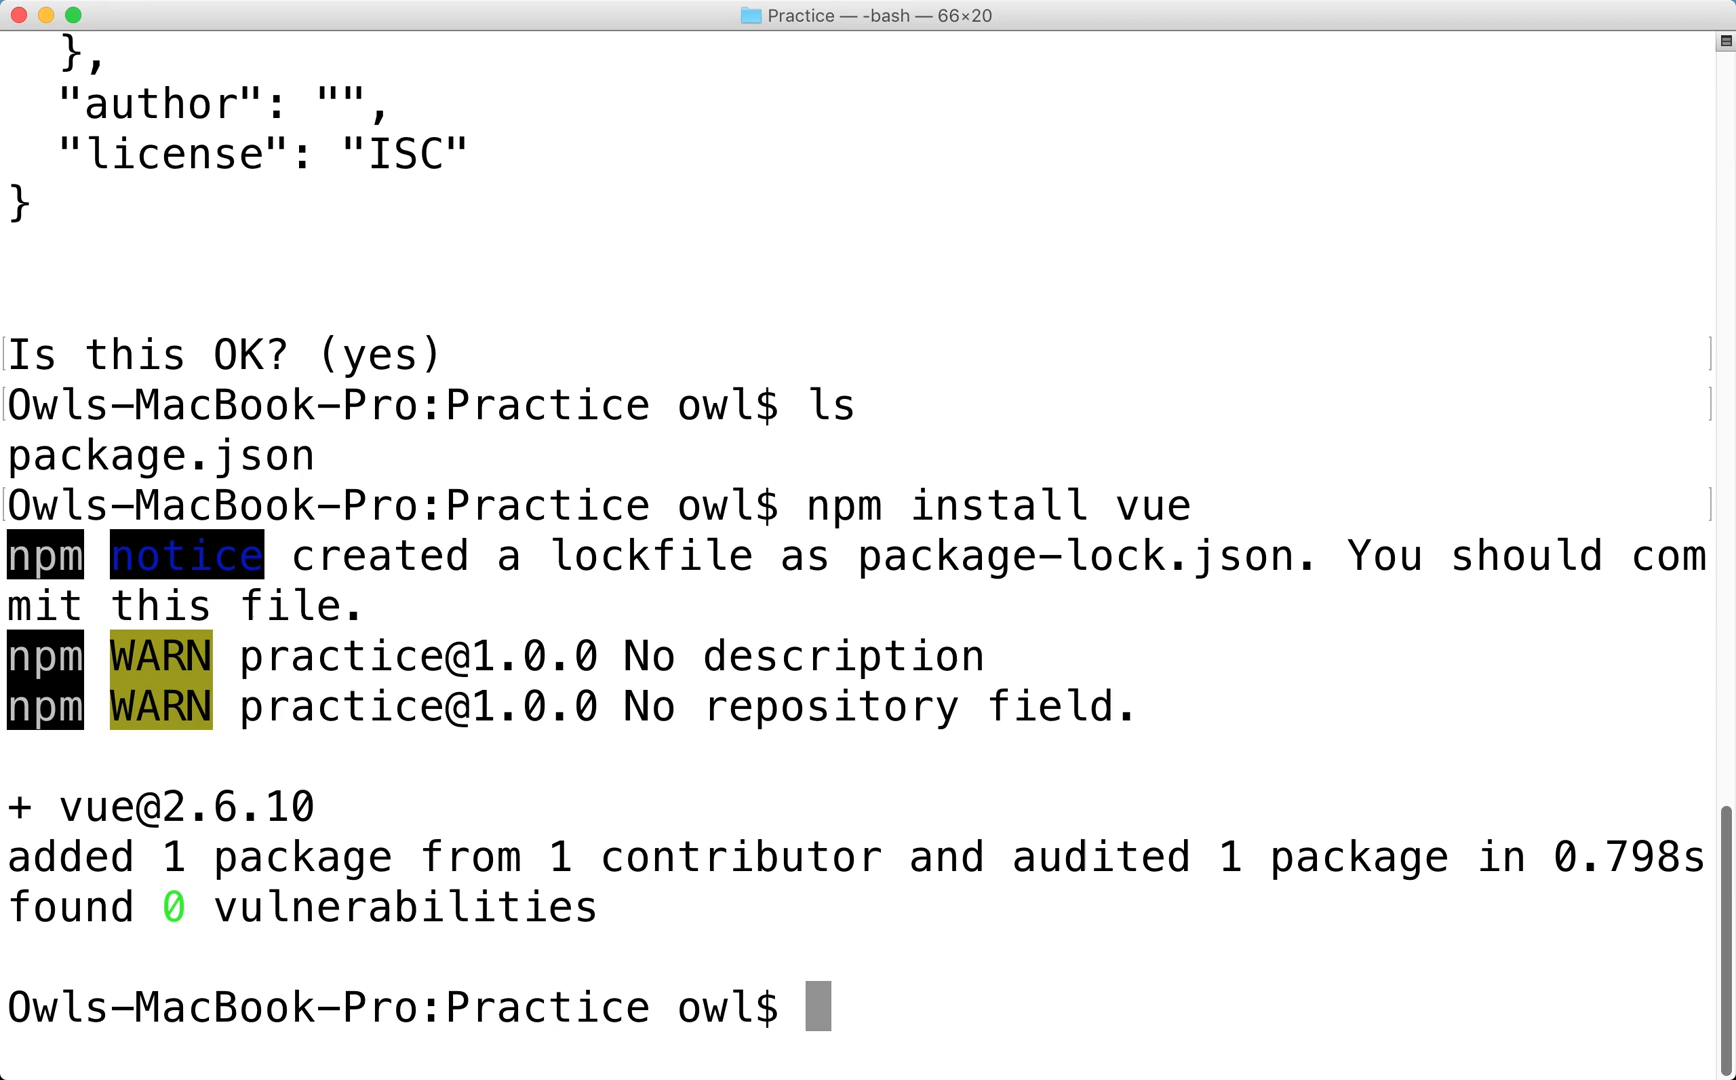 Practice — -bash — 66×20
},
"author": "",
"license": "ISC"
}
Is this OK? (yes)
Owls-MacBook-Pro:Practice owl$ ls
package.json
Owls-MacBook-Pro:Practice owl$ npm install vue
npm notice created a lockfile as package-lock.json. You should com
mit this file.
npm WARN practice@1.0.0 No description
npm WARN practice@1.0.0 No repository field.
+ vue@2.6.10
added 1 package from 1 contributor and audited 1 package in 0.798s
found 0 vulnerabilities
Owls-MacBook-Pro:Practice owl$